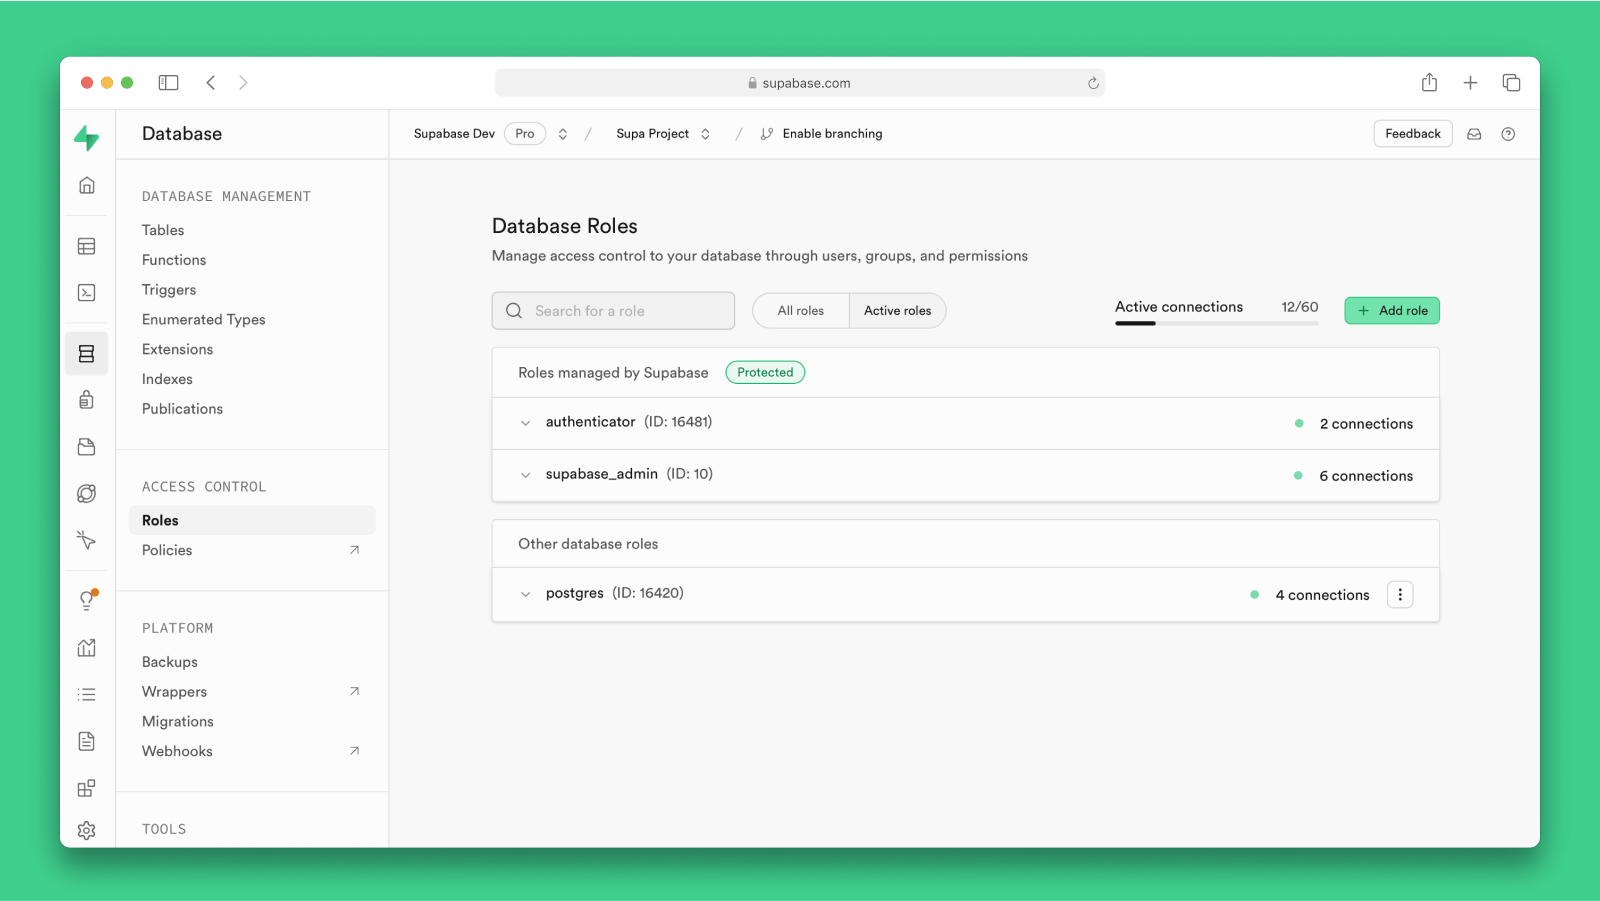 supabase.com
Database
Supabase Dev Pro / Supa Project / Enable branching Feedback
DATABASE MANAGEMENT
Tables
Functions
Triggers
Enumerated Types
Extensions
Indexes
Publications
ACCESS CONTROL
Roles
Policies
PLATFORM
Backups
Wrappers
Migrations
Webhooks
TOOLS
Database Roles
Manage access control to your database through users, groups, and permissions
Search for a role All roles Active roles Active connections 12/60 + Add role
Roles managed by Supabase Protected
authenticator (ID: 16481) 2 connections
supabase_admin (ID: 10) 6 connections
Other database roles
postgres (ID: 16420) 4 connections